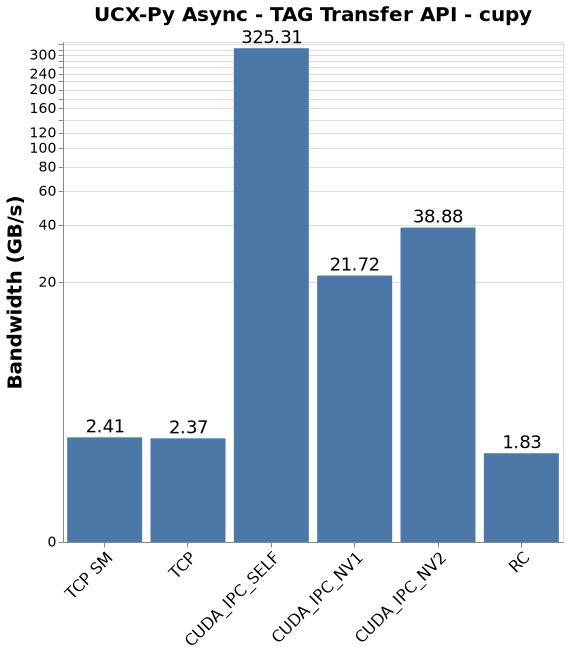 UCX-Py Async - TAG Transfer API - cupy
Bandwidth (GB/s)
300
240
200
160
120
100
80
60
40
20
0
325.31
38.88
21.72
2.41
2.37
1.83
TCP SM
TCP
CUDA_IPC_SELF
CUDA_IPC_NV1
CUDA_IPC_NV2
RC